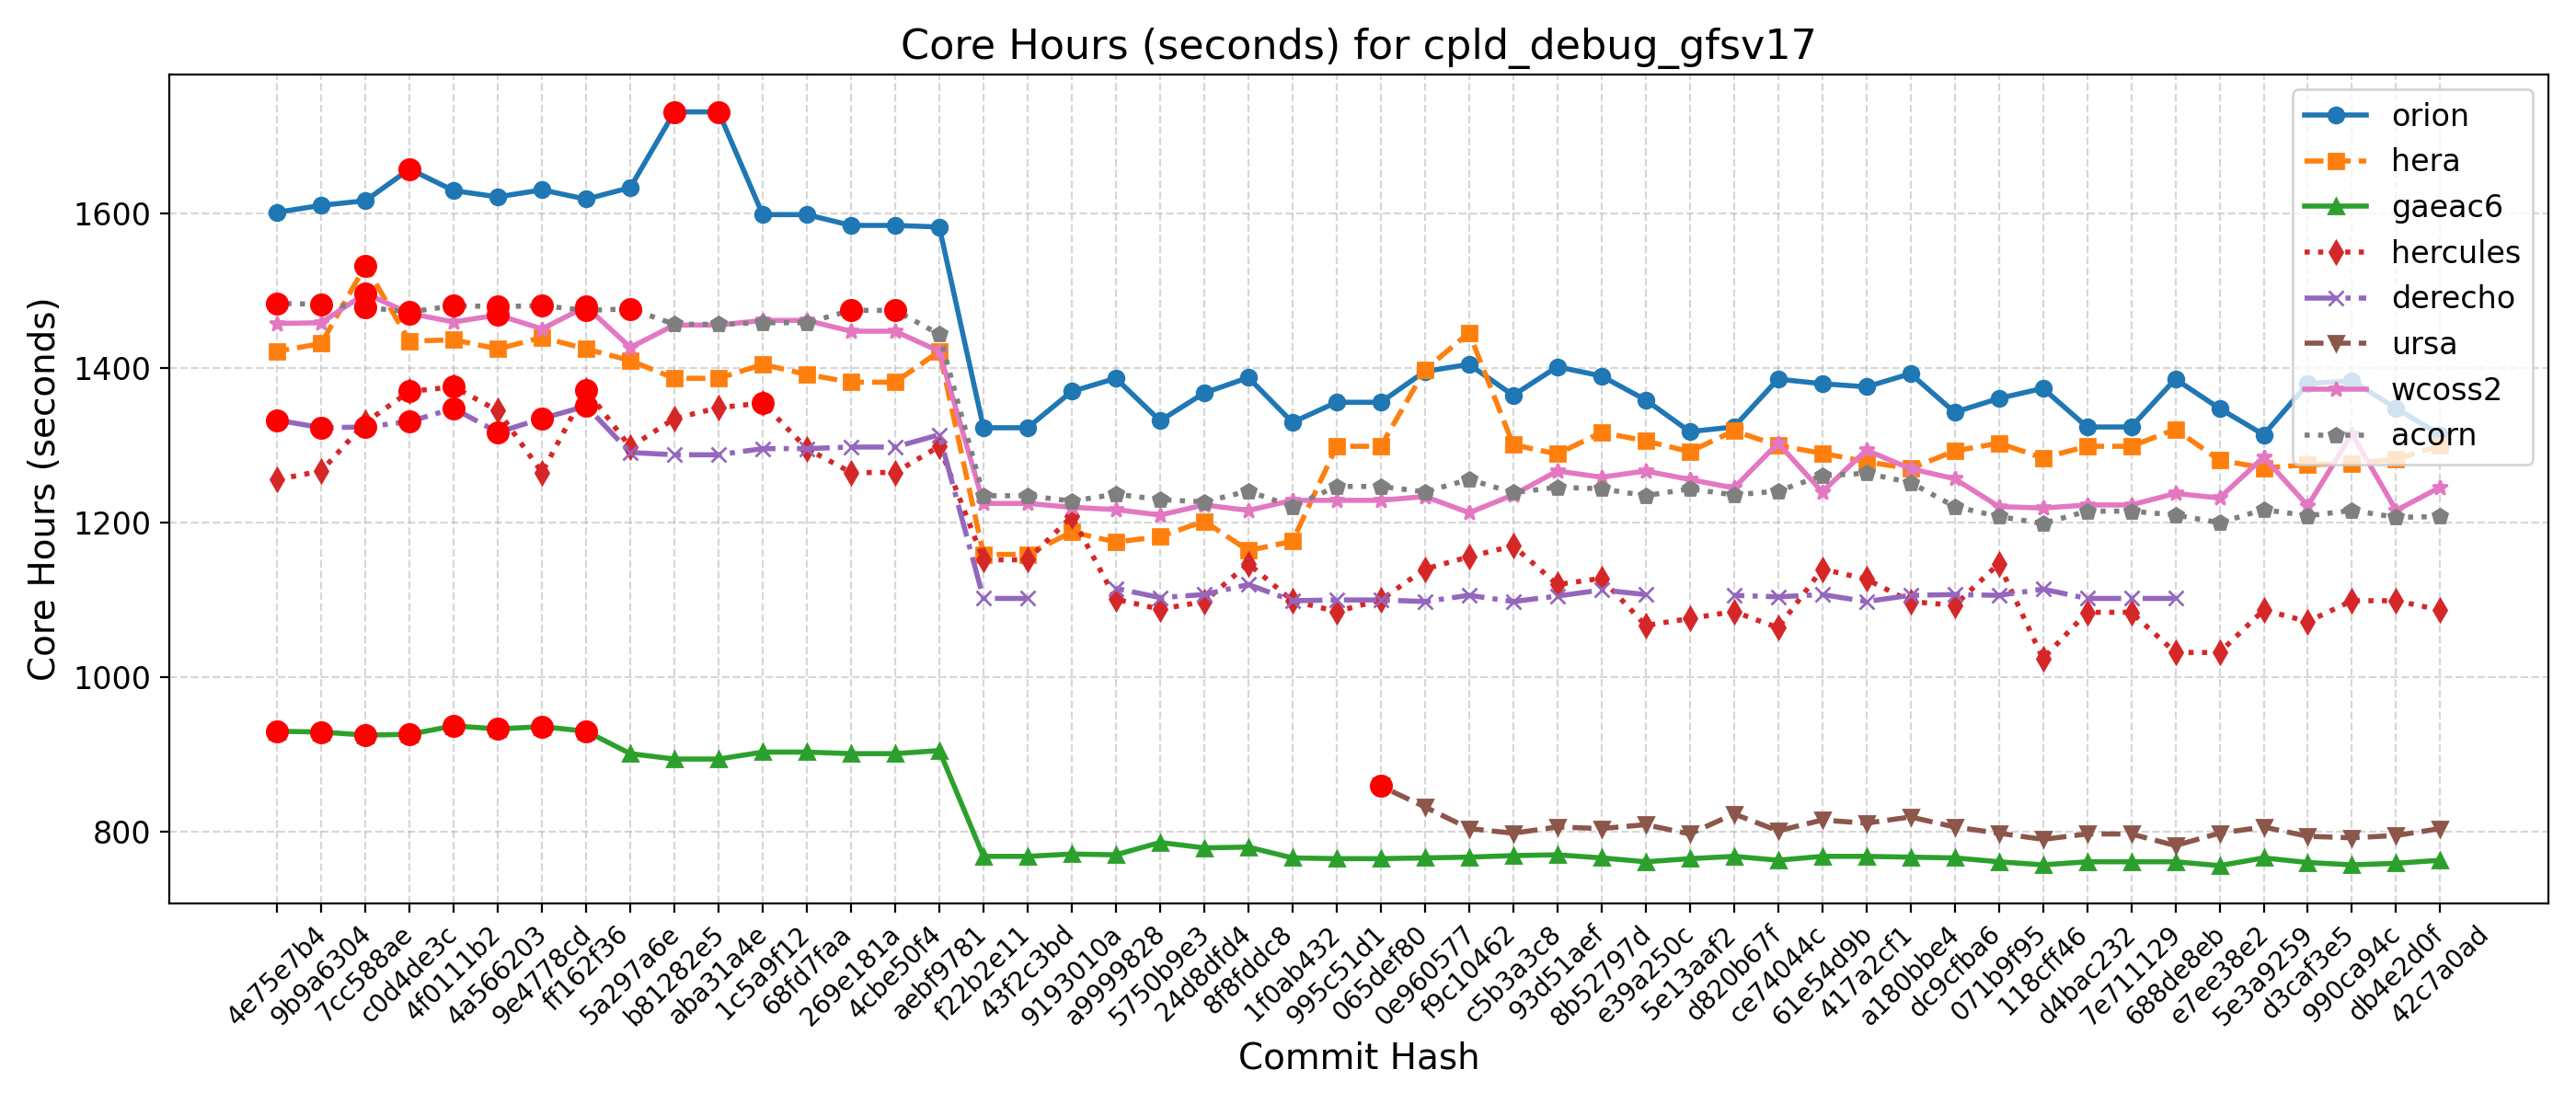 Core Hours (seconds) for cpld_debug_gfsv17
Core Hours (seconds)
1600
1400
1200
1000
800
orion
hera
gaeac6
hercules
derecho
ursa
wcoss2
acorn
4e75e7b4
9b9a6304
7cc588ae
c0d4de3c
4f0111b2
4a566203
9e4778cd
ff162f36
5a297a6e
b81282e5
aba31a4e
1c5a9f12
68fd7faa
269e181a
4cbe50f4
aebf9781
f22b2e11
43f2c3bd
9193010a
a9999828
5750b9e3
24d8dfd4
8f8fddc8
1f0ab432
995c51d1
065def80
0e960577
f9c10462
c5b3a3c8
93d51aef
8b52797d
e39a250c
5e13aaf2
d820b67f
ce74044c
61e54d9b
417a2cf1
a180bbe4
dc9cfba6
071b9f95
118cff46
d4bac232
7e711129
688de8eb
e7ee38e2
5e3a9259
d3caf3e5
990ca94c
db4e2d0f
42c7a0ad
Commit Hash